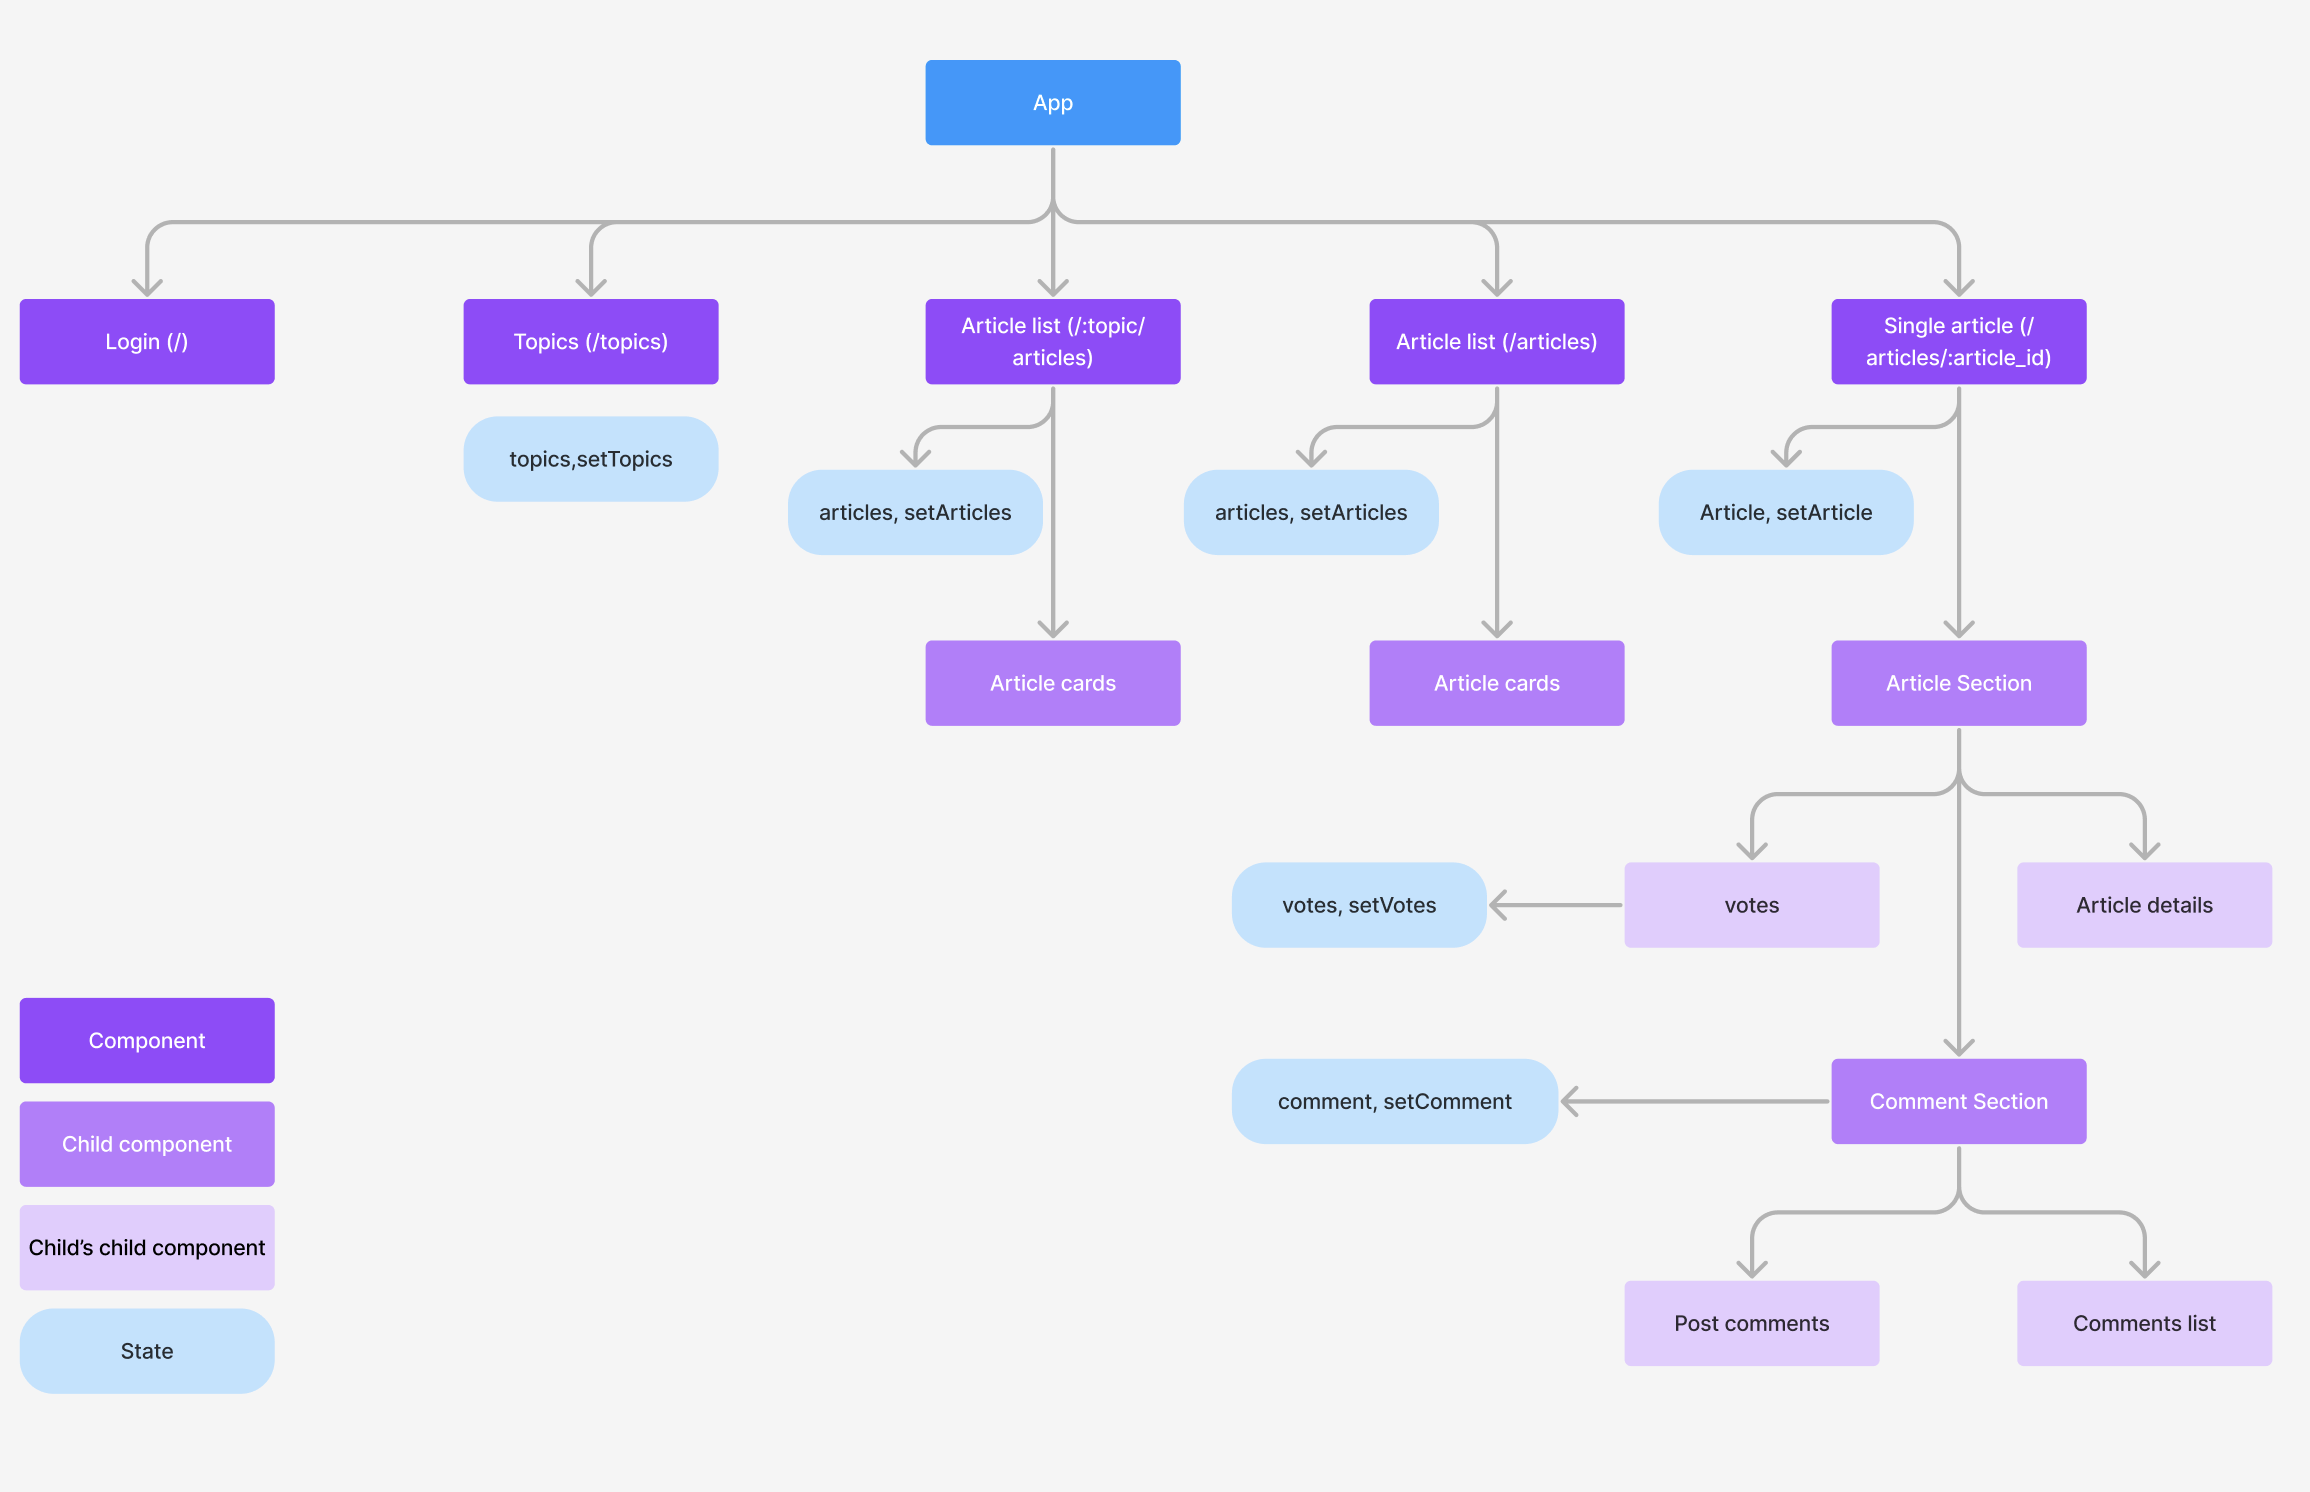 App
Login (/)
Topics (/topics)
Article list (/:topic/
articles)
Article list (/articles)
Single article (/
articles/:article_id)
topics,setTopics
articles, setArticles
articles, setArticles
Article, setArticle
Article cards
Article cards
Article Section
votes, setVotes
votes
Article details
Component
comment, setComment
Comment Section
Child component
Child’s child component
Post comments
Comments list
State